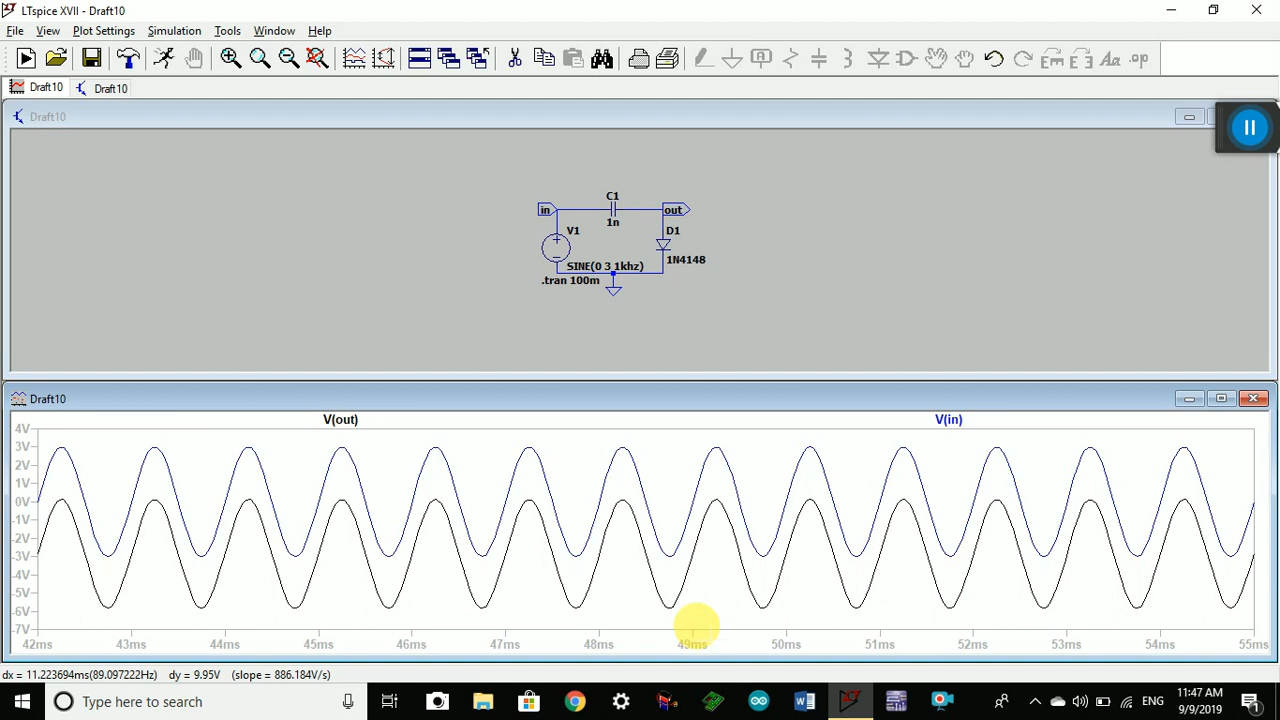 LTspice XVII - Draft10
File View Plot Settings Simulation Tools Window Help
Aa .op
Draft10 Draft10
Draft10
C1
in out
1n
V1 D1
1N4148
SINE(0 3 1khz)
.tran 100m
Draft10
V(out) V(in)
4V
3V
2V
1V
0V
-1V
-2V
-3V
-4V
-5V
-6V
-7V
42ms 43ms 44ms 45ms 46ms 47ms 48ms 49ms 50ms 51ms 52ms 53ms 54ms 55ms
dx = 11.223694ms(89.097222Hz) dy = 9.95V (slope = 886.184V/s)
Type here to search
ENG
11:47 AM
9/9/2019
1